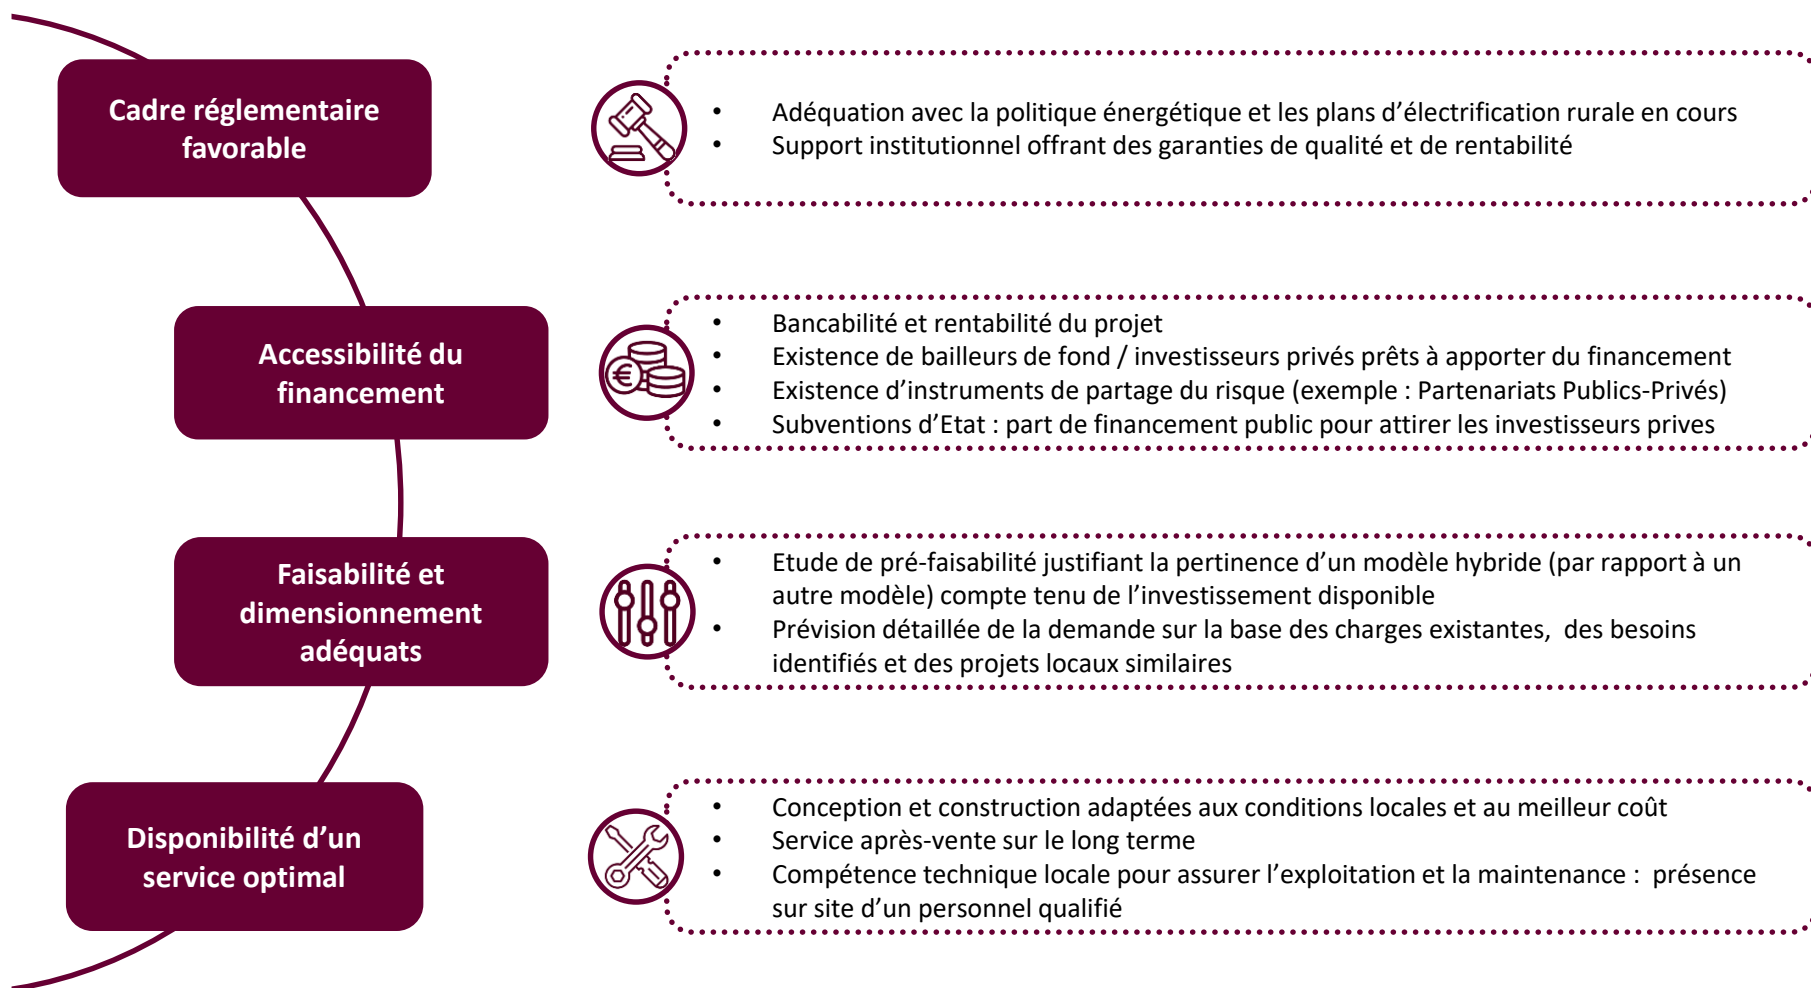 Cadre réglementaire
favorable
• Adéquation avec la politique énergétique et les plans d’électrification rurale en cours
• Support institutionnel offrant des garanties de qualité et de rentabilité
Accessibilité du
financement
€
• Bancabilité et rentabilité du projet
• Existence de bailleurs de fond / investisseurs privés prêts à apporter du financement
• Existence d’instruments de partage du risque (exemple : Partenariats Publics-Privés)
• Subventions d’Etat : part de financement public pour attirer les investisseurs prives
Faisabilité et
dimensionnement
adéquats
• Etude de pré-faisabilité justifiant la pertinence d’un modèle hybride (par rapport à un
autre modèle) compte tenu de l’investissement disponible
• Prévision détaillée de la demande sur la base des charges existantes,  des besoins
identifiés et des projets locaux similaires
Disponibilité d’un
service optimal
• Conception et construction adaptées aux conditions locales et au meilleur coût
• Service après-vente sur le long terme
• Compétence technique locale pour assurer l’exploitation et la maintenance :  présence
sur site d’un personnel qualifié